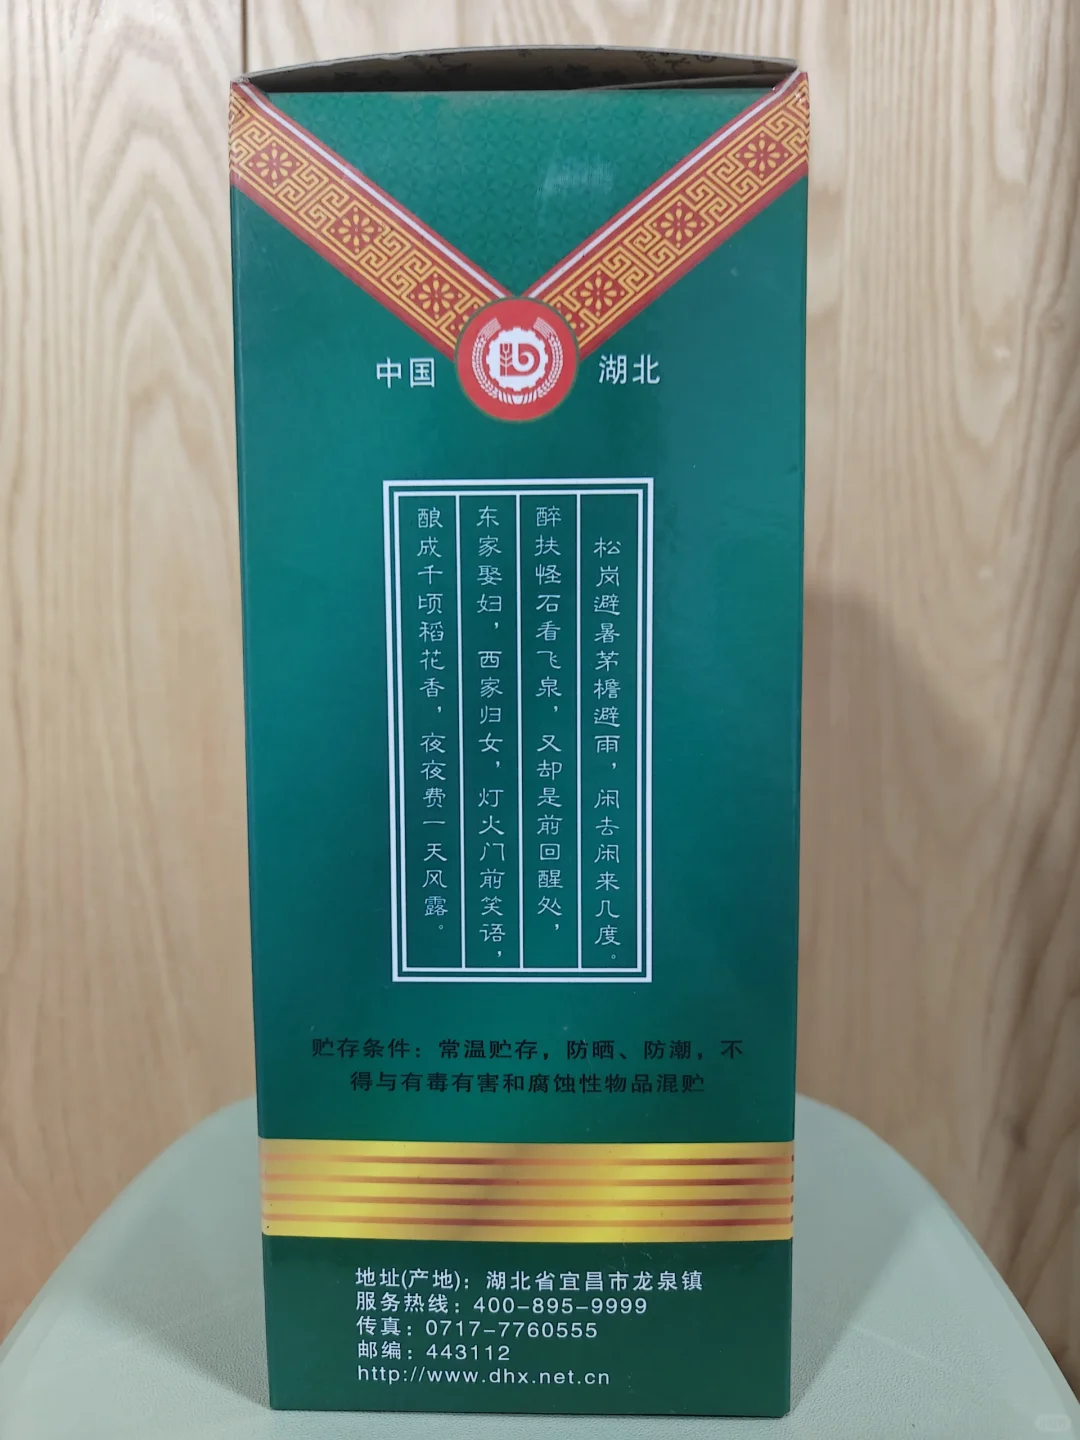 中国 湖北
松岗避暑茅檐避雨，闲去闲来几度。
醉扶怪石看飞泉，又却是前回醒处，
东家娶妇，西家归女，灯火门前笑语，
酿成千顷稻花香，夜夜费一天风露。
贮存条件：常温贮存，防晒、防潮，不
得与有毒有害和腐蚀性物品混贮
地址(产地)：湖北省宜昌市龙泉镇
服务热线：400-895-9999
传真：0717-7760555
邮编：443112
http://www.dhx.net.cn